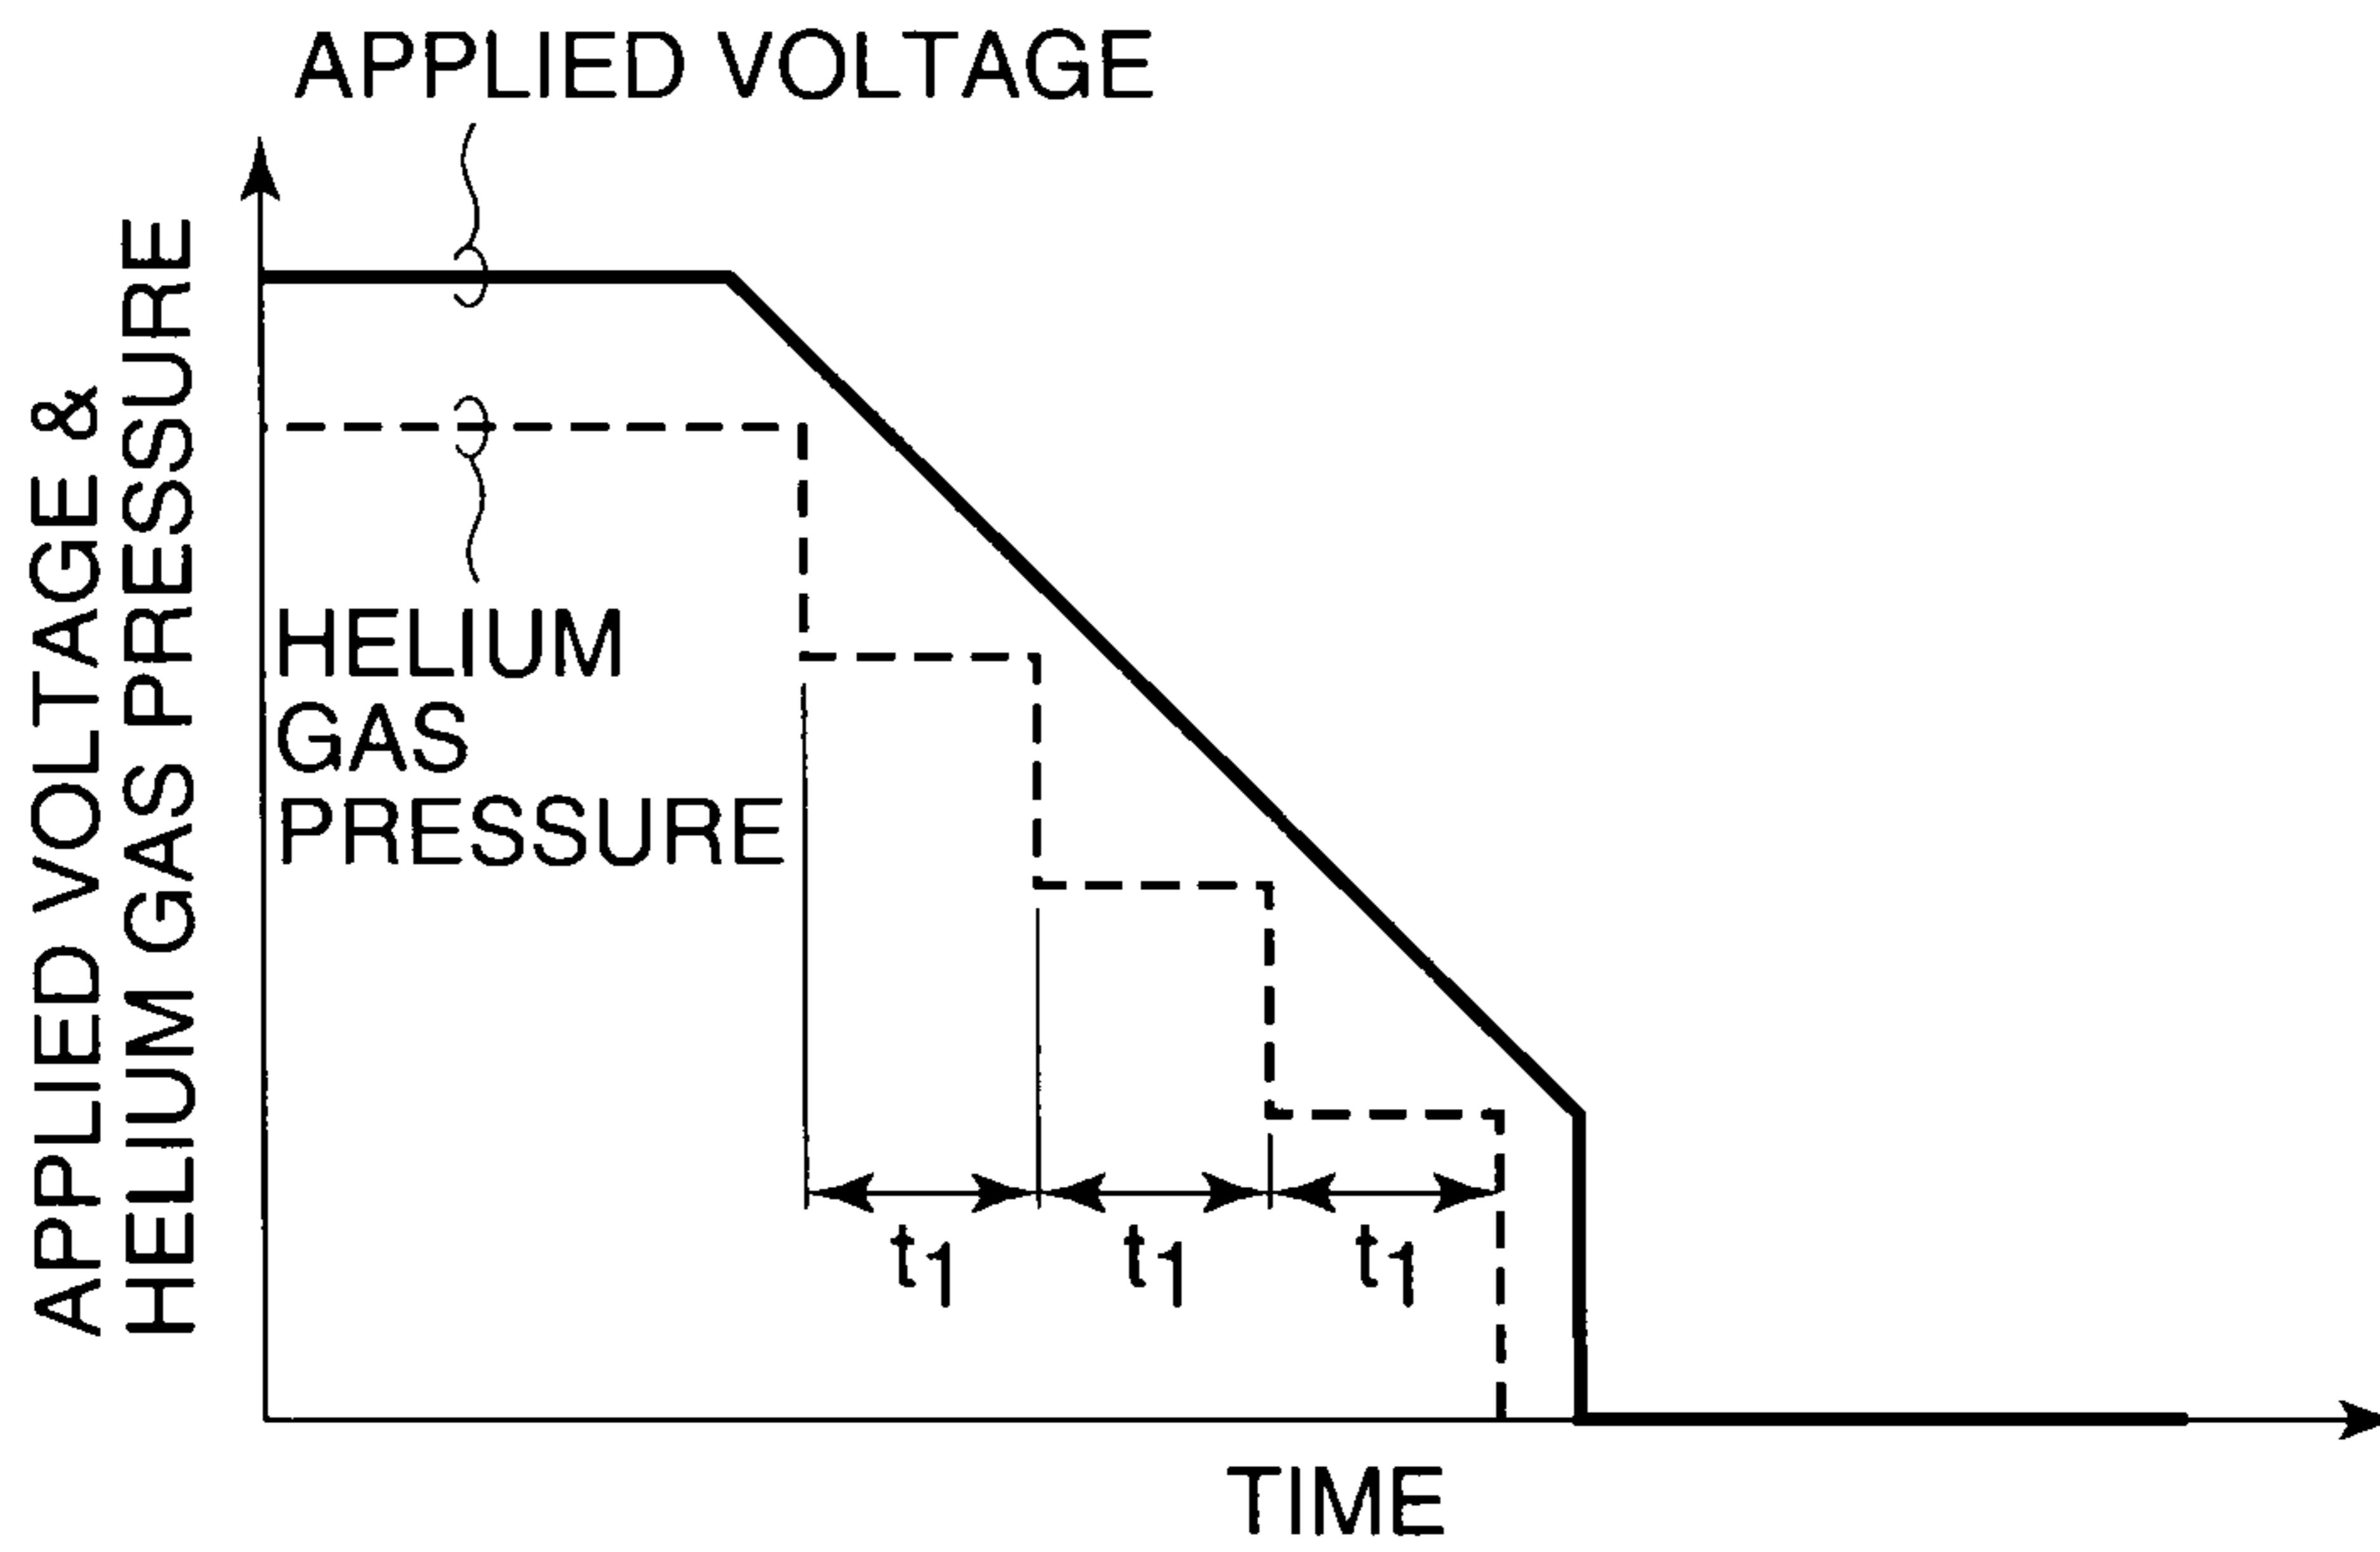 APPLIED VOLTAGE
APPLIED VOLTAGE &
HELIUM GAS PRESSURE
HELIUM
GAS
PRESSURE
t1 t1 t1
TIME